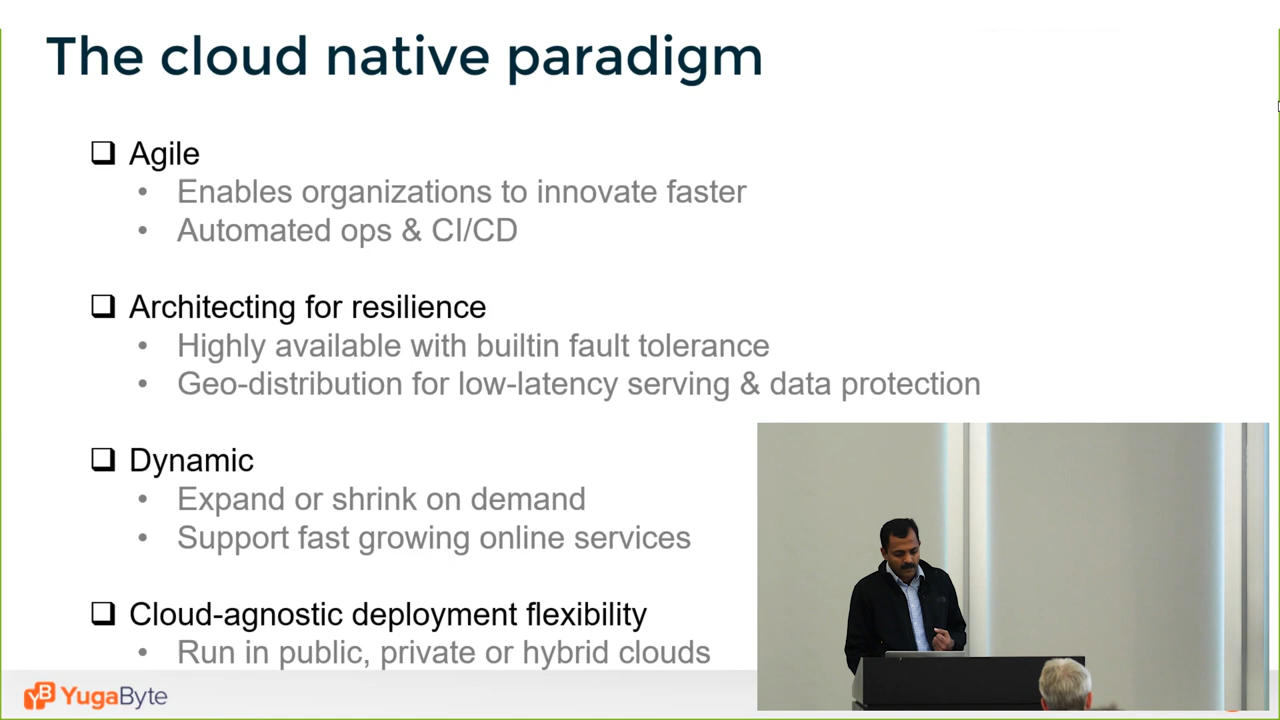 The cloud native paradigm
Agile
• Enables organizations to innovate faster
• Automated ops & CI/CD
Architecting for resilience
• Highly available with builtin fault tolerance
• Geo-distribution for low-latency serving & data protection
Dynamic
• Expand or shrink on demand
• Support fast growing online services
Cloud-agnostic deployment flexibility
• Run in public, private or hybrid clouds
YB YugaByte